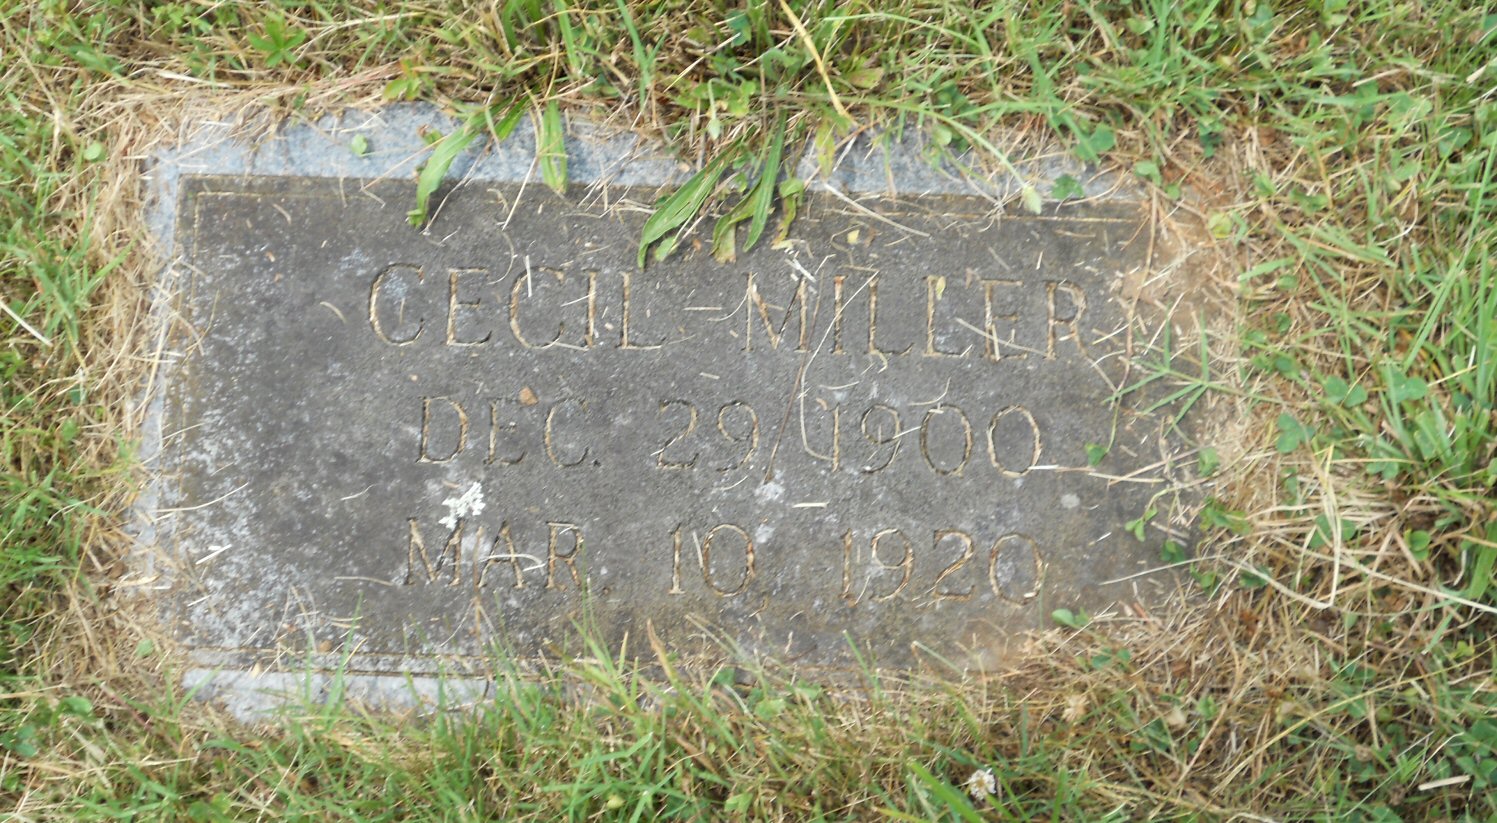 CECIL - MILLER
DEC. 29, 1900
MAR. 10, 1920